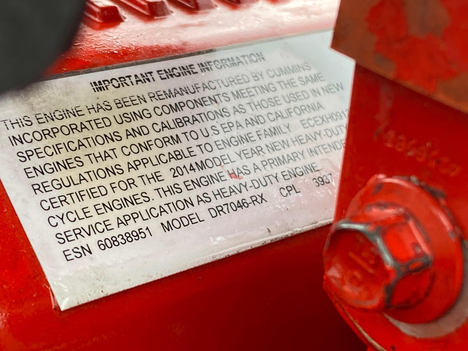 IMPORTANT ENGINE INFORMATION
THIS ENGINE HAS BEEN REMANUFACTURED BY CUMMINS
INCORPORATED USING COMPONENTS MEETING THE SAME
SPECIFICATIONS AND CALIBRATIONS AS THOSE USED IN NEW
ENGINES THAT CONFORM TO U.S EPA AND CALIFORNIA
REGULATIONS APPLICABLE TO ENGINE FAMILY
CERTIFIED FOR THE 2014 MODEL YEAR NEW HEAVY-DUTY
CYCLE ENGINES. THIS ENGINE HAS A PRIMARY INTENDED
SERVICE APPLICATION AS HEAVY-DUTY ENGINE
ESN 60838951 MODEL DR7046-RX CPL 3937